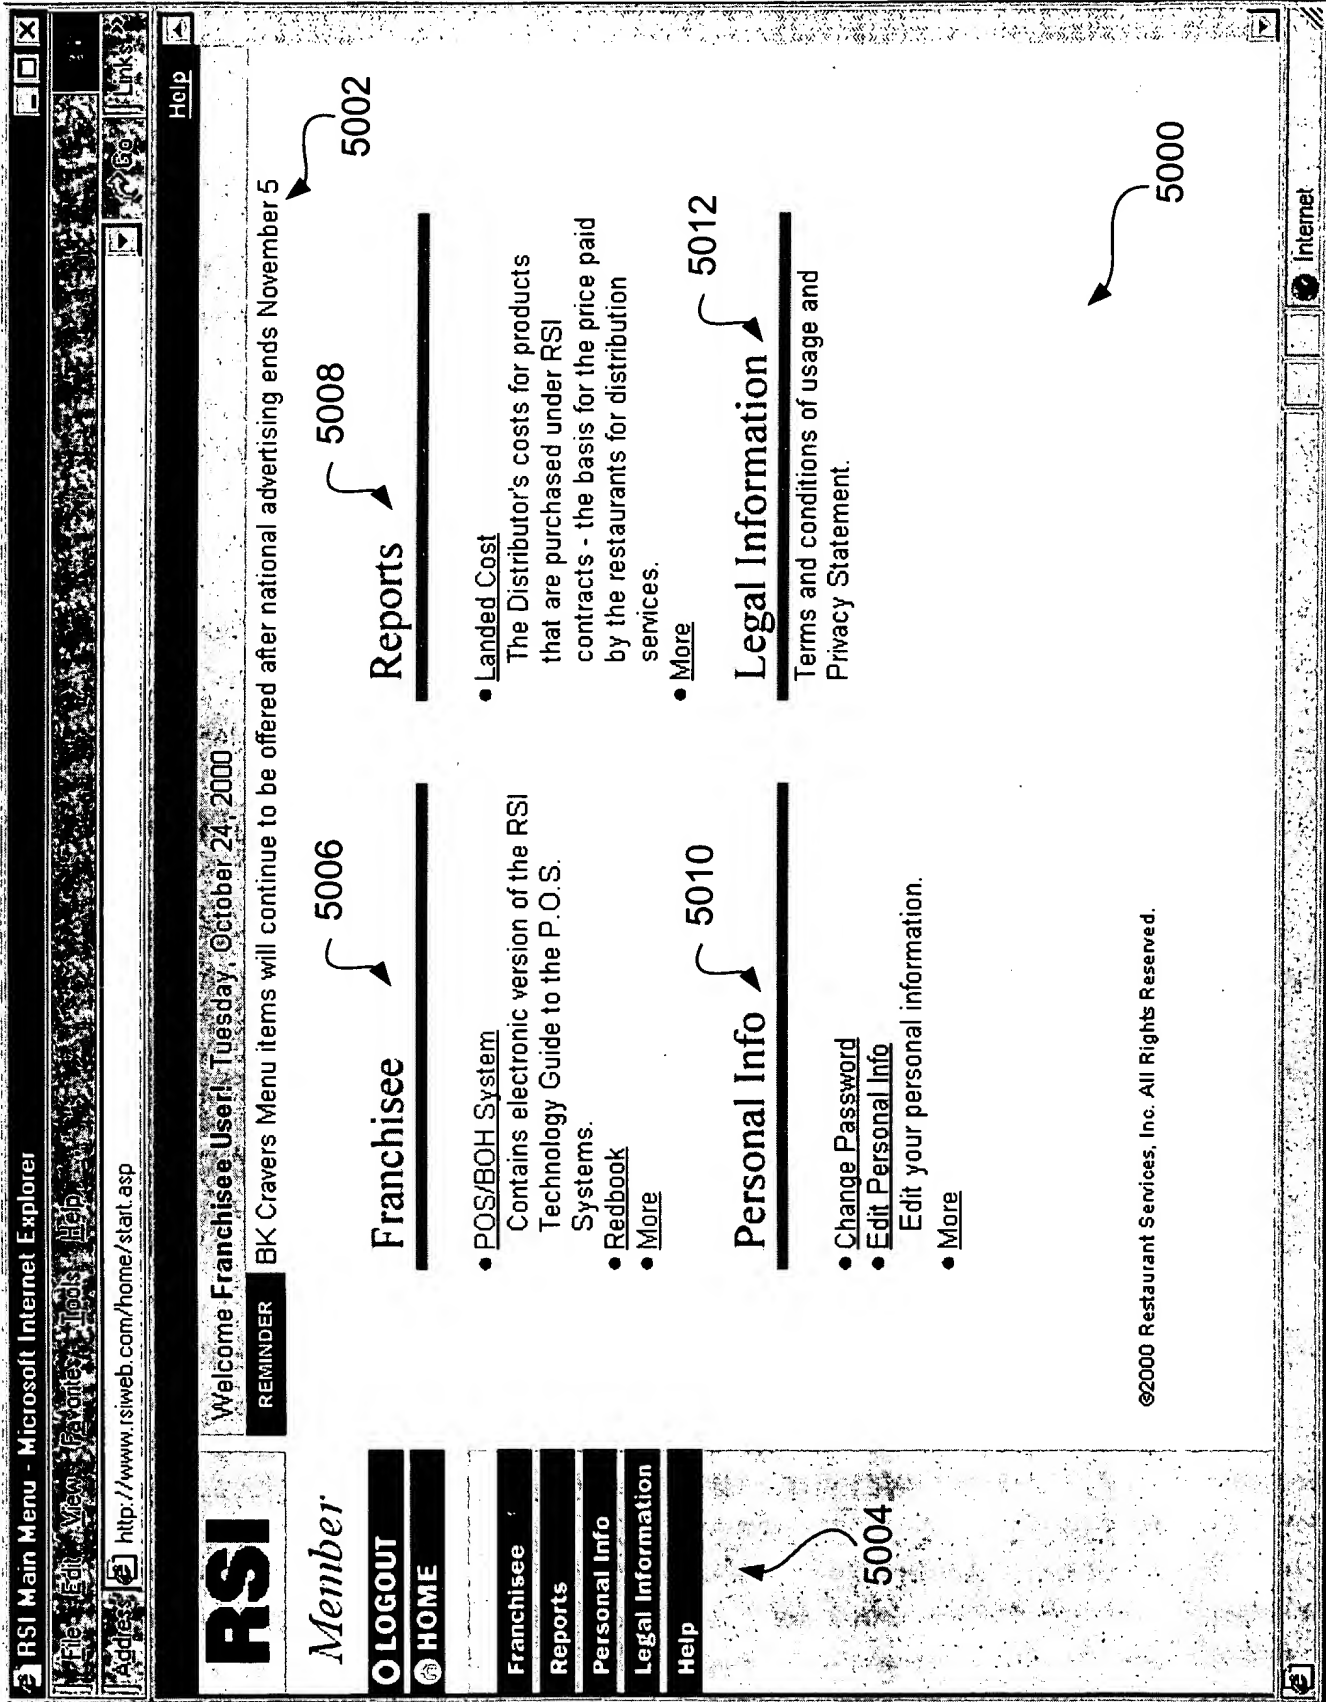 RSI Main Menu - Microsoft Internet Explorer
File Edit View Favorites Tools Help
Address http://www.rsiweb.com/home/start.asp Go Links »
Help
RSI
Welcome Franchisee User! Tuesday, October 24, 2000
REMINDER BK Cravers Menu items will continue to be offered after national advertising ends November 5
5002
Member
LOGOUT
HOME
Franchisee
Reports
Personal Info
Legal Information
Help
5004
5006
Franchisee
• POS/BOH System
Contains electronic version of the RSI
Technology Guide to the P.O.S.
Systems.
• Redbook
• More
5008
Reports
• Landed Cost
The Distributor's costs for products
that are purchased under RSI
contracts - the basis for the price paid
by the restaurants for distribution
services.
• More
5010
Personal Info
• Change Password
• Edit Personal Info
Edit your personal information.
• More
5012
Legal Information
Terms and conditions of usage and
Privacy Statement.
5000
©2000 Restaurant Services, Inc. All Rights Reserved.
Internet